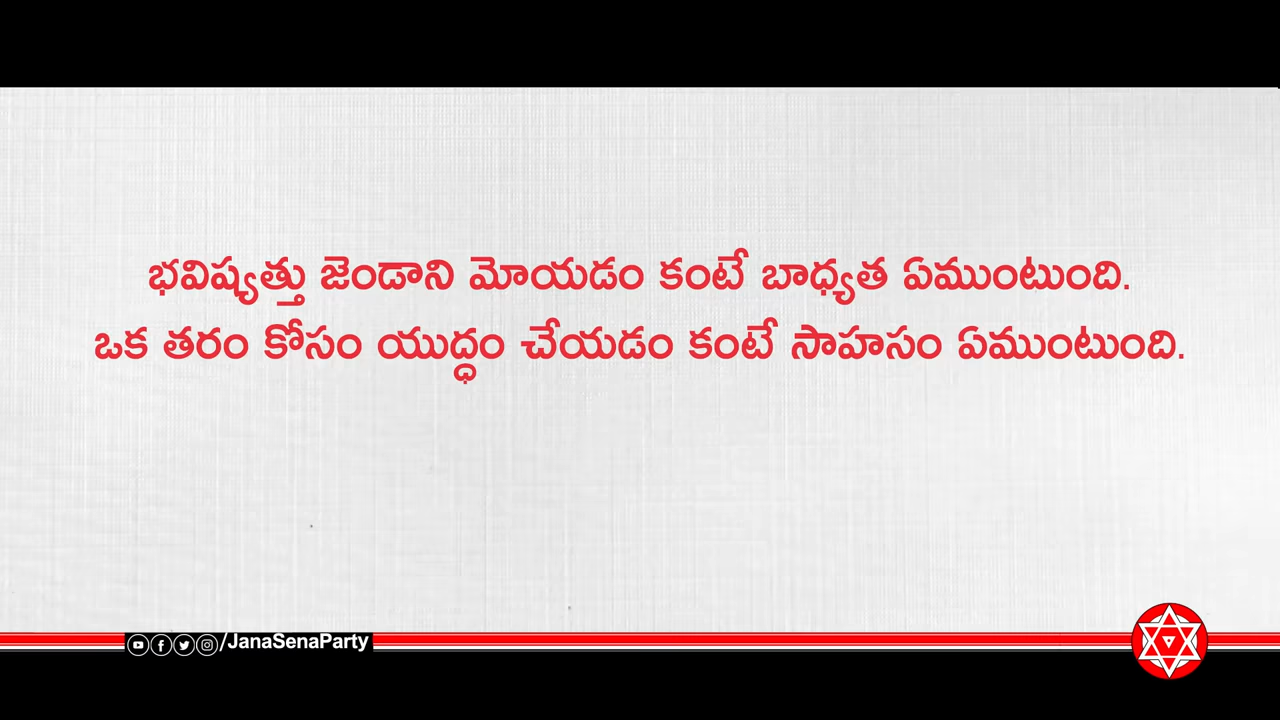 భవిష్యత్తు జెండాని మోయడం కంటే బాధ్యత ఏముంటుంది.
ఒక తరం కోసం యుద్ధం చేయడం కంటే సాహసం ఏముంటుంది.
/JanaSenaParty